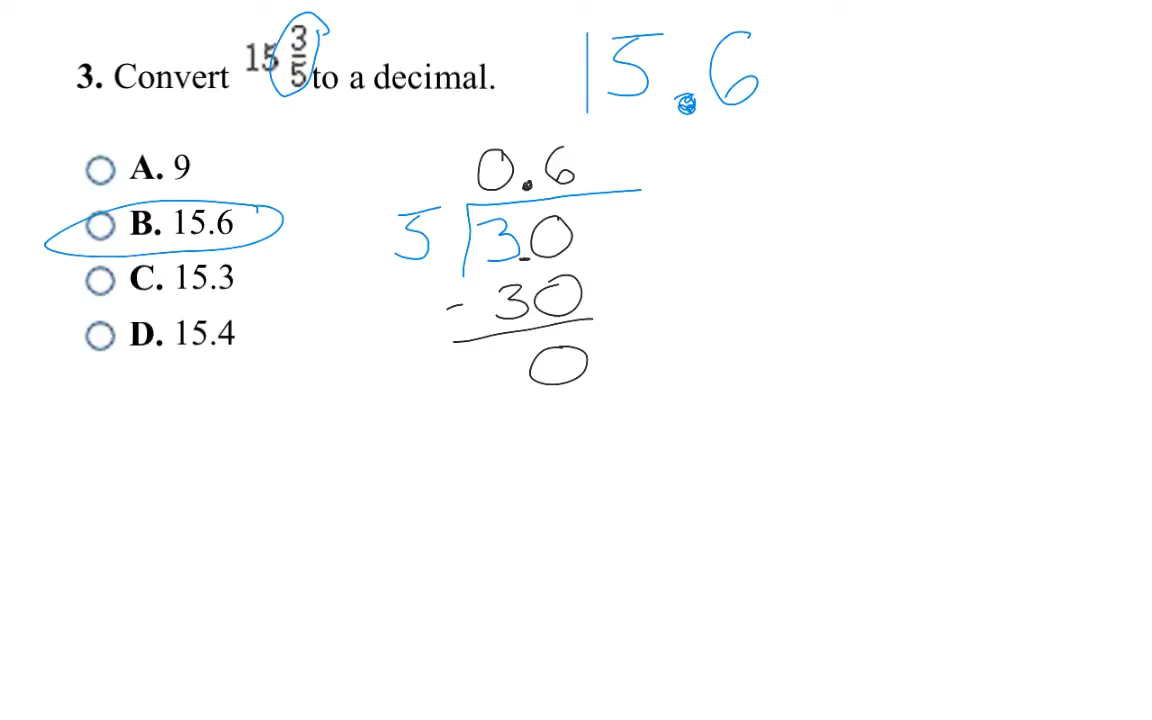 3. Convert 15 3/5 to a decimal.
15.6
A. 9
B. 15.6
C. 15.3
D. 15.4
0.6
5 3.0
- 30
0